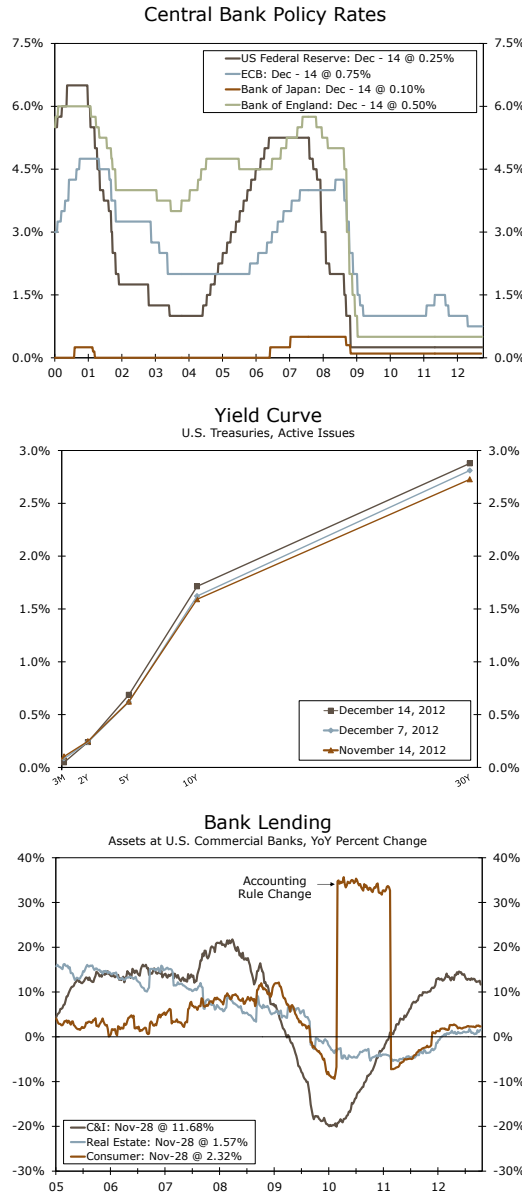 Central Bank Policy Rates
7.5% 7.5%
US Federal Reserve: Dec - 14 @ 0.25%
ECB: Dec - 14 @ 0.75%
Bank of Japan: Dec - 14 @ 0.10%
Bank of England: Dec - 14 @ 0.50%
6.0% 6.0%
4.5% 4.5%
3.0% 3.0%
1.5% 1.5%
0.0% 0.0%
00 01 02 03 04 05 06 07 08 09 10 11 12
Yield Curve
U.S. Treasuries, Active Issues
3.0% 3.0%
2.5% 2.5%
2.0% 2.0%
1.5% 1.5%
1.0% 1.0%
0.5% 0.5%
December 14, 2012
December 7, 2012
November 14, 2012
0.0% 0.0%
3M 2Y 5Y 10Y 30Y
Bank Lending
Assets at U.S. Commercial Banks, YoY Percent Change
40% 40%
Accounting
Rule Change
30% 30%
20% 20%
10% 10%
0% 0%
-10% -10%
-20% -20%
C&I: Nov-28 @ 11.68%
Real Estate: Nov-28 @ 1.57%
Consumer: Nov-28 @ 2.32%
-30% -30%
05 06 07 08 09 10 11 12